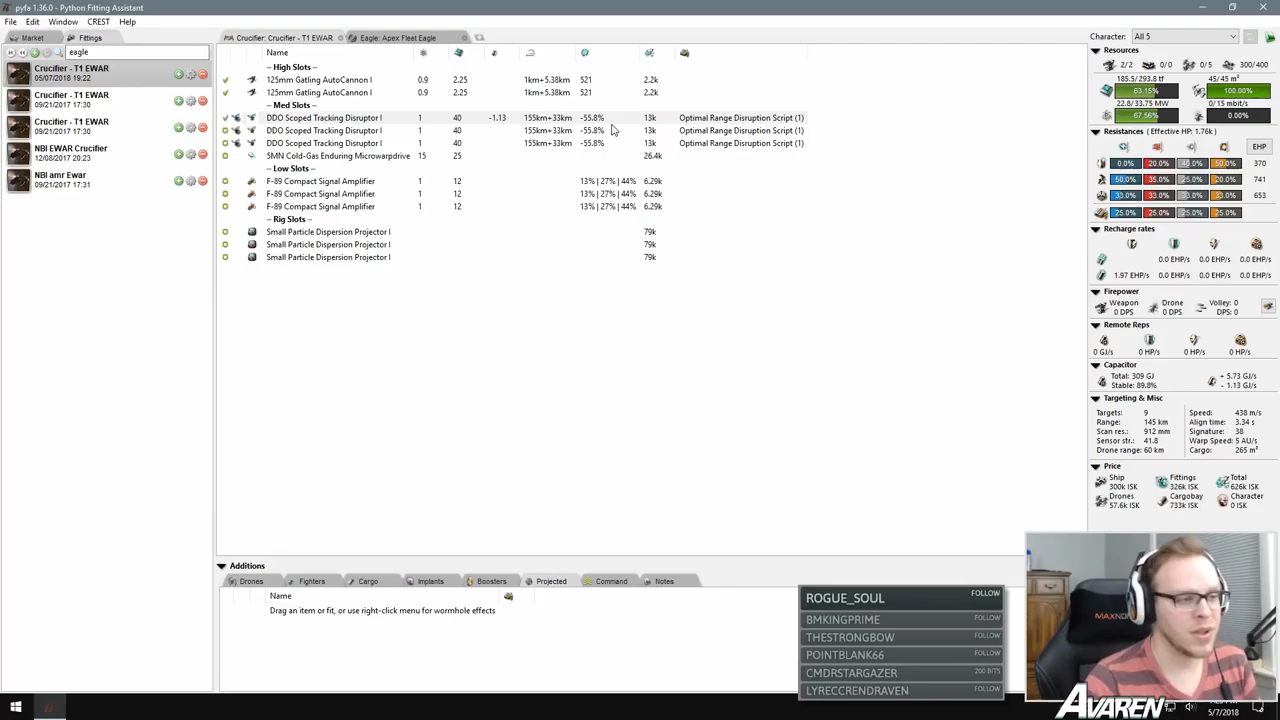 pyfa 1.36.0 - Python Fitting Assistant
File Edit Window CREST Help
Market Fittings
Crucifier: Crucifier - T1 EWAR Eagle: Apex Fleet Eagle
Character: All 5
eagle
Crucifier - T1 EWAR
05/07/2018 19:22
Crucifier - T1 EWAR
09/21/2017 17:30
Crucifier - T1 EWAR
09/21/2017 17:30
NBI EWAR Crucifier
12/08/2017 20:23
NBI amr Ewar
09/21/2017 17:31
Name
-- High Slots --
125mm Gatling AutoCannon I 0.9 2.25 1km+5.38km 521 2.2k
125mm Gatling AutoCannon I 0.9 2.25 1km+5.38km 521 2.2k
-- Med Slots --
DDO Scoped Tracking Disruptor I 40 -1.13 155km+33km -55.8% 13k Optimal Range Disruption Script (1)
DDO Scoped Tracking Disruptor I 1 40 155km+33km -55.8% 13k Optimal Range Disruption Script (1)
DDO Scoped Tracking Disruptor I 1 40 155km+33km -55.8% 13k Optimal Range Disruption Script (1)
5MN Cold-Gas Enduring Microwarpdrive 15 25 26.4k
-- Low Slots --
F-89 Compact Signal Amplifier 1 12 13% | 27% | 44% 6.29k
F-89 Compact Signal Amplifier 1 12 13% | 27% | 44% 6.29k
F-89 Compact Signal Amplifier 1 12 13% | 27% | 44% 6.29k
-- Rig Slots --
Small Particle Dispersion Projector I 79k
Small Particle Dispersion Projector I 79k
Small Particle Dispersion Projector I 79k
Resources
2/2 0/0 0/5 300/400
185.5/293.8 tf 45/45 m³
63.15% 100.00%
22.8/33.75 MW 0/15 mbit/s
67.56% 0.00%
Resistances ( Effective HP: 1.76k)
EHP
0.0% 20.0% 40.0% 50.0% 370
50.0% 35.0% 25.0% 20.0% 741
33.0% 33.0% 33.0% 33.0% 653
25.0% 25.0% 25.0% 25.0%
Recharge rates
0.0 EHP/s 0.0 EHP/s 0.0 EHP/s
1.97 EHP/s 0.0 EHP/s 0.0 EHP/s 0.0 EHP/s
Firepower
Weapon Drone Volley: 0
0 DPS 0 DPS DPS: 0
Remote Reps
0 GJ/s 0 HP/s 0 HP/s 0 HP/s
Capacitor
Total: 309 GJ + 5.73 GJ/s
Stable: 89.8% - 1.13 GJ/s
Targeting & Misc
Targets: 9 Speed: 438 m/s
Range: 145 km Align time: 3.34 s
Scan res.: 912 mm Signature: 38
Sensor str.: 41.8 Warp Speed: 5 AU/s
Drone range: 60 km Cargo: 265 m³
Price
Ship Fittings Total
300k ISK 326k ISK 626k ISK
Drones Cargobay Character
57.6k ISK 733k ISK 0 ISK
Additions
Drones Fighters Cargo Implants Boosters Projected Command Notes
Name
Drag an item or fit, or use right-click menu for wormhole effects
ROGUE_SOUL FOLLOW
BMKINGPRIME FOLLOW
THESTRONGBOW FOLLOW
POINTBLANK66 FOLLOW
CMDRSTARGAZER 200 BITS
LYRECCRENDRAVEN FOLLOW
MAXNOM
AVAREN
5/7/2018